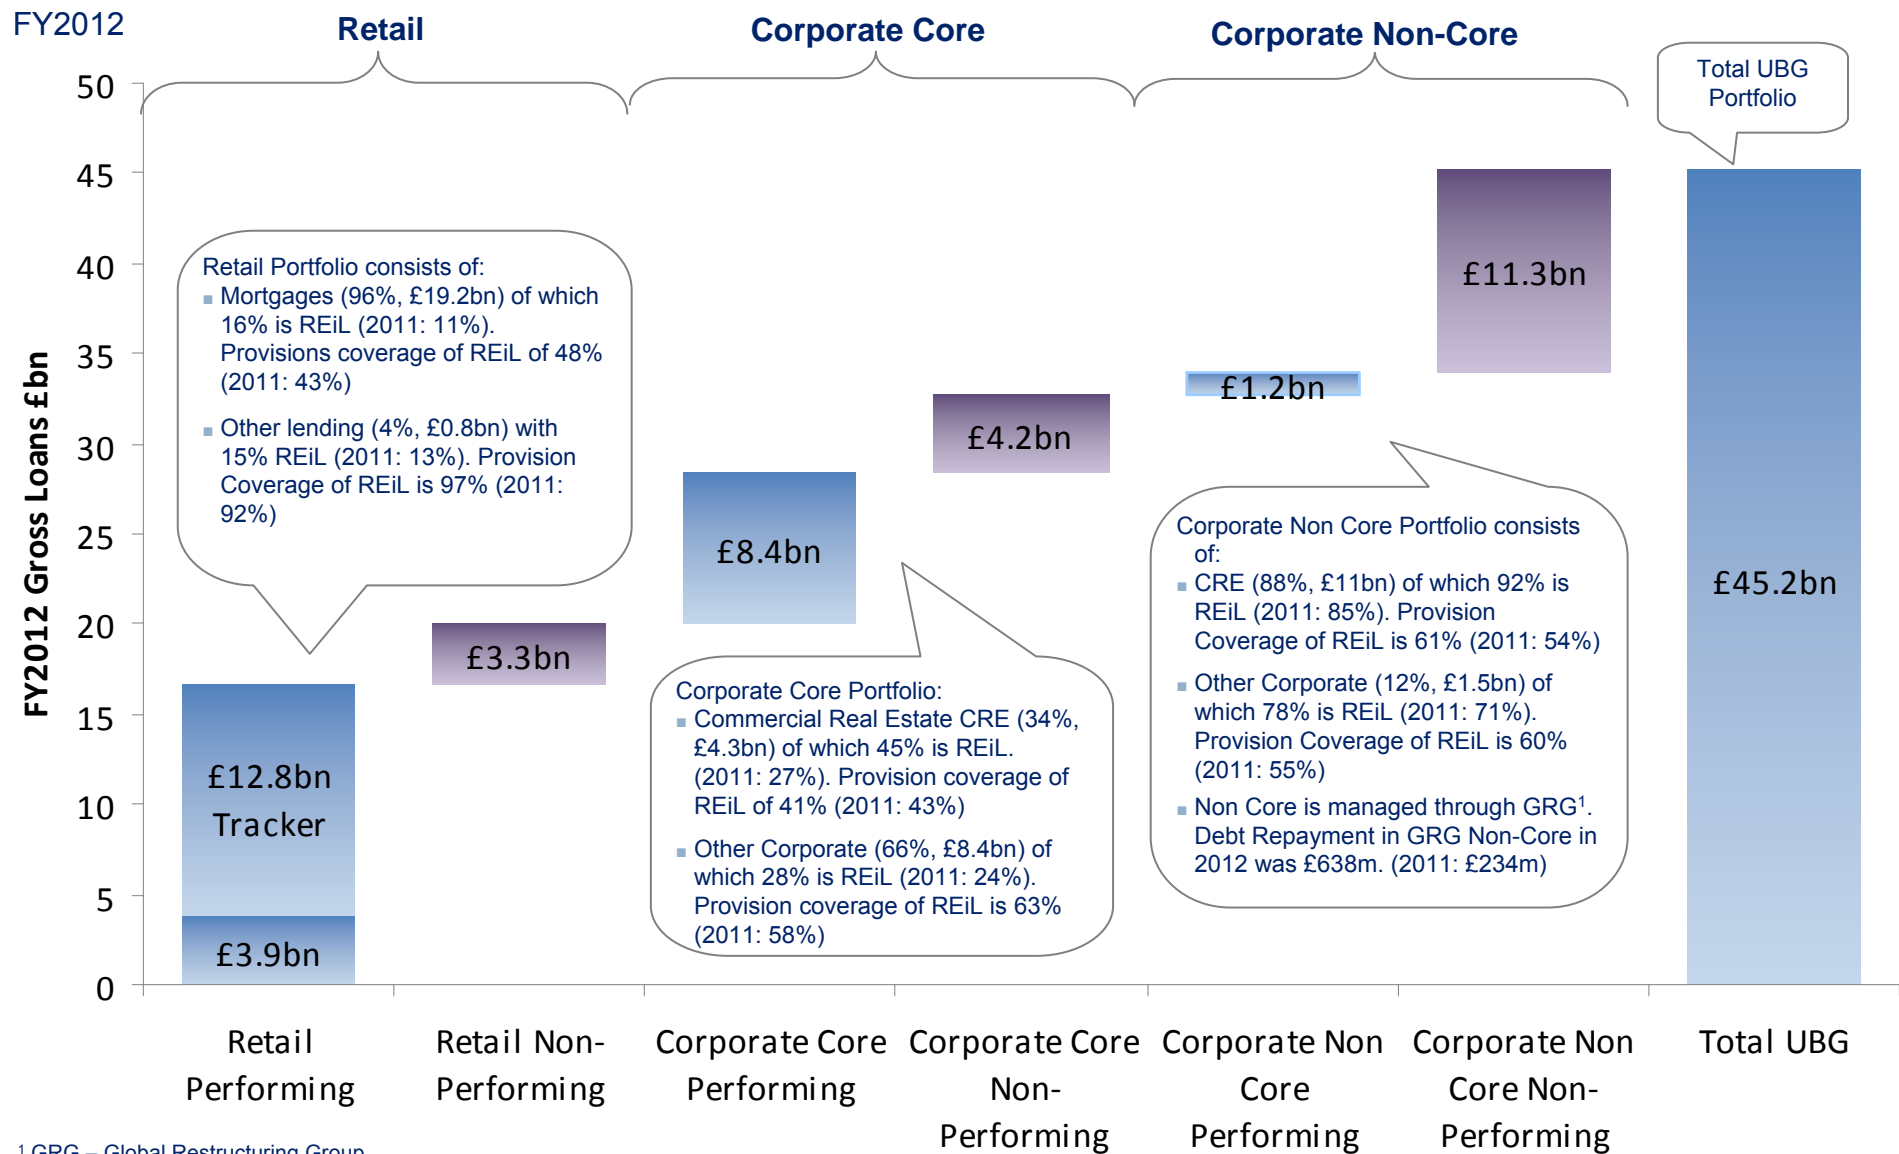 FY2012
Retail
Corporate Core
Corporate Non-Core
Total UBG
Portfolio
FY2012 Gross Loans £bn
50
45
40
35
30
25
20
15
10
5
0
Retail Portfolio consists of:
▪ Mortgages (96%, £19.2bn) of which
16% is REiL (2011: 11%).
Provisions coverage of REiL of 48%
(2011: 43%)
▪ Other lending (4%, £0.8bn) with
15% REiL (2011: 13%). Provision
Coverage of REiL is 97% (2011:
92%)
£12.8bn
Tracker
£3.9bn
£3.3bn
£8.4bn
£4.2bn
£1.2bn
£11.3bn
£45.2bn
Corporate Core Portfolio:
▪ Commercial Real Estate CRE (34%,
£4.3bn) of which 45% is REiL.
(2011: 27%). Provision coverage of
REiL of 41% (2011: 43%)
▪ Other Corporate (66%, £8.4bn) of
which 28% is REiL (2011: 24%).
Provision coverage of REiL is 63%
(2011: 58%)
Corporate Non Core Portfolio consists
of:
▪ CRE (88%, £11bn) of which 92% is
REiL (2011: 85%). Provision
Coverage of REiL is 61% (2011: 54%)
▪ Other Corporate (12%, £1.5bn) of
which 78% is REiL (2011: 71%).
Provision Coverage of REiL is 60%
(2011: 55%)
▪ Non Core is managed through GRG¹.
Debt Repayment in GRG Non-Core in
2012 was £638m. (2011: £234m)
Retail
Performing
Retail Non-
Performing
Corporate Core
Performing
Corporate Core
Non-
Performing
Corporate Non
Core
Performing
Corporate Non
Core Non-
Performing
Total UBG
¹ GRG – Global Restructuring Group